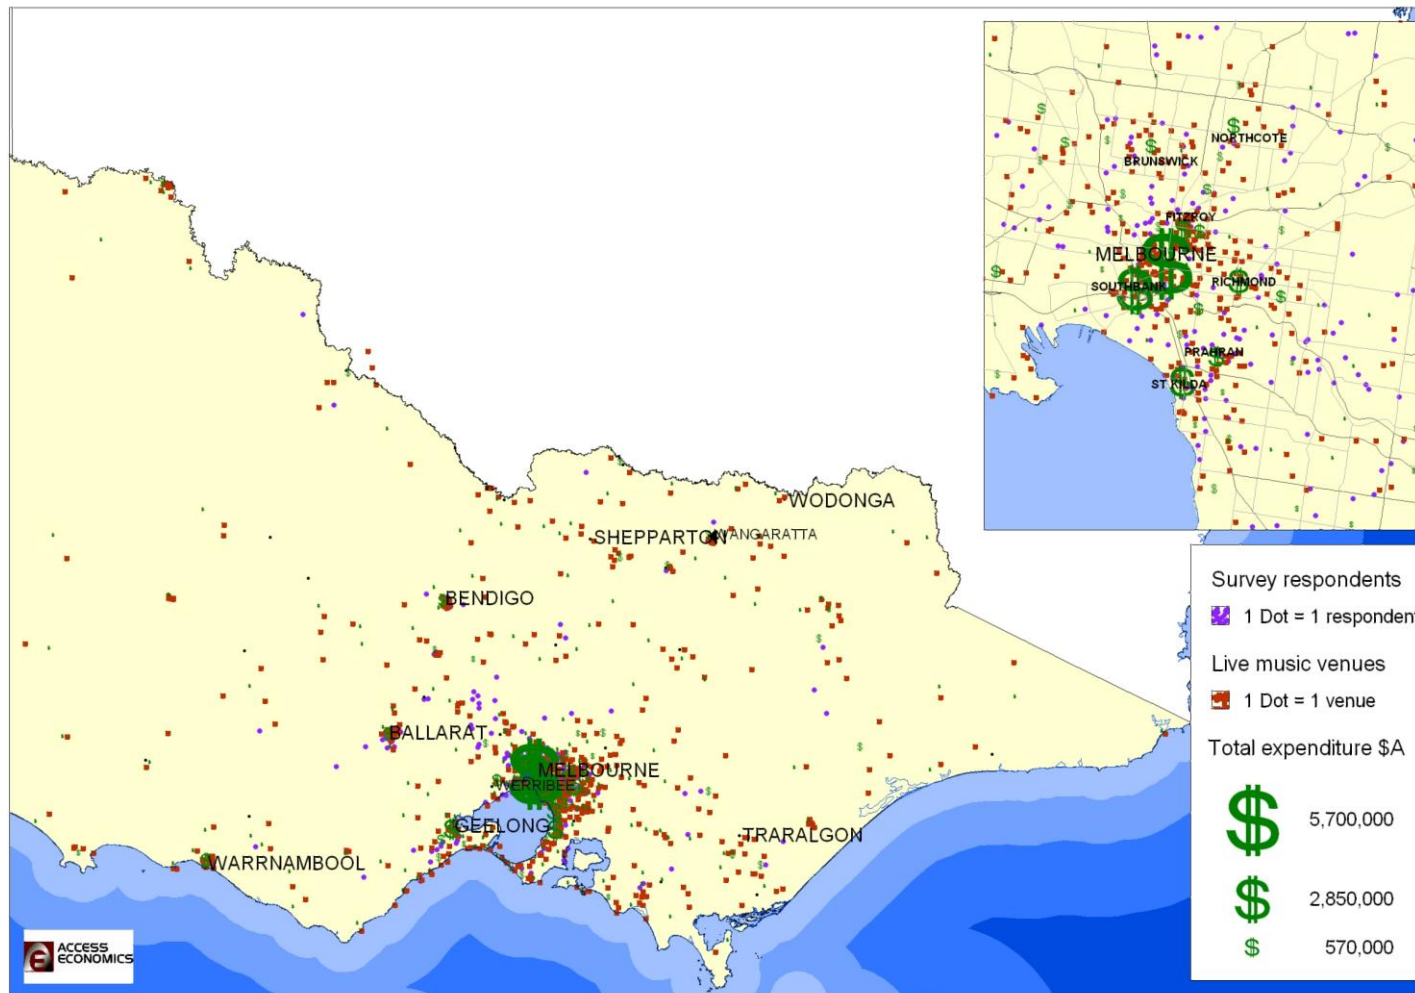 NORTHCOTE
BRUNSWICK
FITZROY
MELBOURNE
SOUTHBANK
RICHMOND
PRAHRAN
ST KILDA
WODONGA
SHEPPARTON
WANGARATTA
BENDIGO
BALLARAT
MELBOURNE
WERRIBEE
GEELONG
TRARALGON
WARRNAMBOOL
Survey respondents
1 Dot = 1 respondent
Live music venues
1 Dot = 1 venue
Total expenditure $A
$ 5,700,000
$ 2,850,000
$ 570,000
ACCESS
ECONOMICS